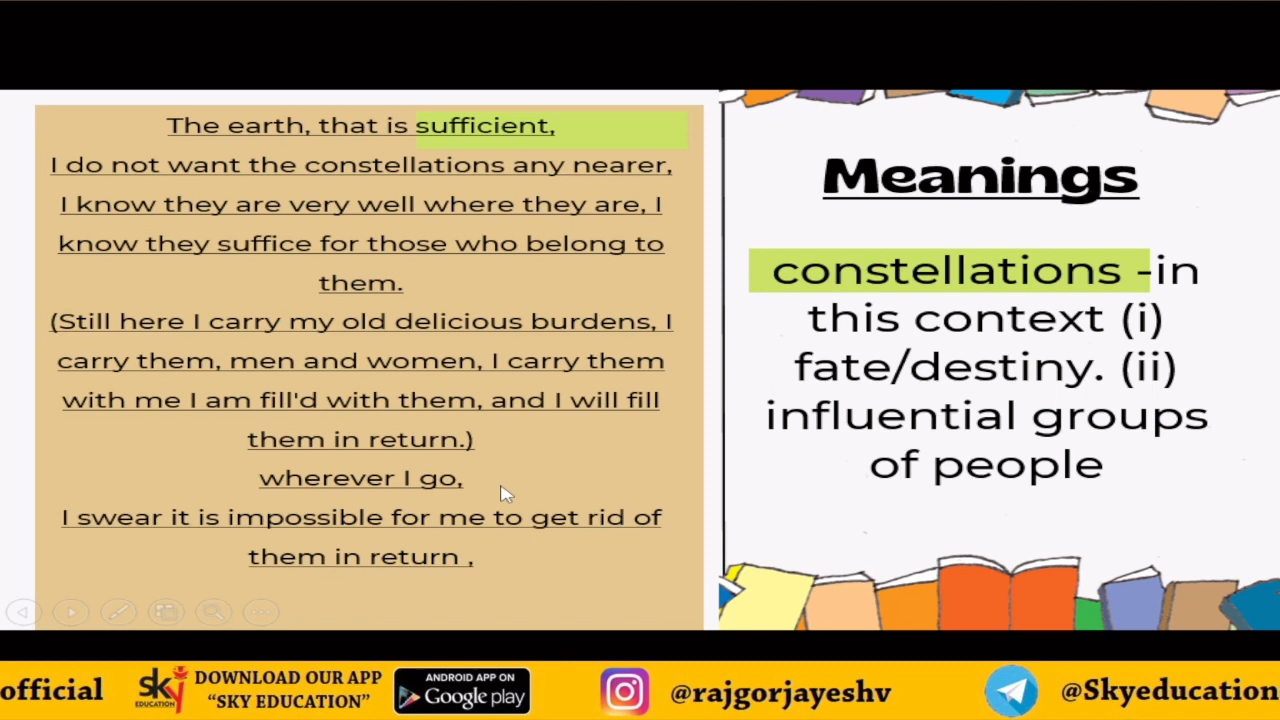 The earth, that is sufficient,
I do not want the constellations any nearer,
I know they are very well where they are, I
know they suffice for those who belong to
them.
(Still here I carry my old delicious burdens, I
carry them, men and women, I carry them
with me I am fill'd with them, and I will fill
them in return.)
wherever I go,
I swear it is impossible for me to get rid of
them in return ,
Meanings
constellations -in
this context (i)
fate/destiny. (ii)
influential groups
of people
official
sky
EDUCATION
DOWNLOAD OUR APP
“SKY EDUCATION”
ANDROID APP ON
Google play
@rajgorjayeshv
@Skyeducation